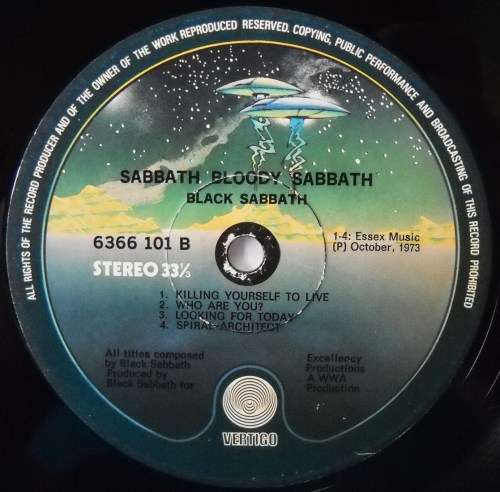 ALL RIGHTS OF THE RECORD PRODUCER AND OF THE OWNER OF THE WORK REPRODUCED RESERVED. COPYING, PUBLIC PERFORMANCE AND BROADCASTING OF THIS RECORD PROHIBITED
SABBATH BLOODY SABBATH
BLACK SABBATH
6366 101 B
1-4: Essex Music
(P) October, 1973
STEREO 33⅓
1. KILLING YOURSELF TO LIVE
2. WHO ARE YOU?
3. LOOKING FOR TODAY
4. SPIRAL ARCHITECT
All titles composed
by Black Sabbath
Produced by
Black Sabbath for
Excellency
Productions
A WWA
Production
VERTIGO